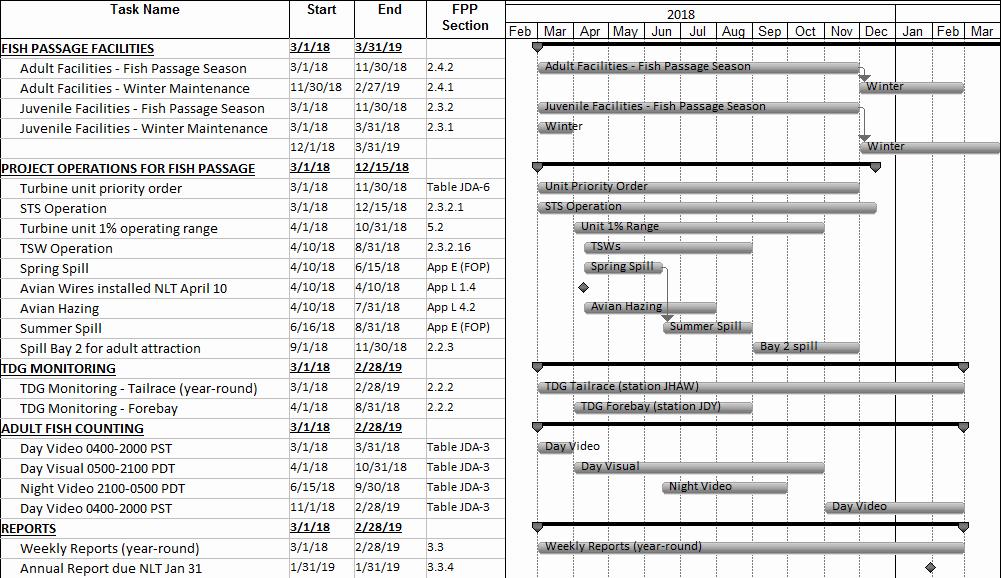 Task Name Start End FPP Section 2018
Feb Mar Apr May Jun Jul Aug Sep Oct Nov Dec Jan Feb Mar
FISH PASSAGE FACILITIES 3/1/18 3/31/19
Adult Facilities - Fish Passage Season 3/1/18 11/30/18 2.4.2 Adult Facilities - Fish Passage Season
Adult Facilities - Winter Maintenance 11/30/18 2/27/19 2.4.1 Winter
Juvenile Facilities - Fish Passage Season 3/1/18 11/30/18 2.3.2 Juvenile Facilities - Fish Passage Season
Juvenile Facilities - Winter Maintenance 3/1/18 3/31/18 2.3.1 Winter
12/1/18 3/31/19 Winter
PROJECT OPERATIONS FOR FISH PASSAGE 3/1/18 12/15/18
Turbine unit priority order 3/1/18 11/30/18 Table JDA-6 Unit Priority Order
STS Operation 3/1/18 12/15/18 2.3.2.1 STS Operation
Turbine unit 1% operating range 4/1/18 10/31/18 5.2 Unit 1% Range
TSW Operation 4/10/18 8/31/18 2.3.2.16 TSWs
Spring Spill 4/10/18 6/15/18 App E (FOP) Spring Spill
Avian Wires installed NLT April 10 4/10/18 4/10/18 App L 1.4
Avian Hazing 4/10/18 7/31/18 App L 4.2 Avian Hazing
Summer Spill 6/16/18 8/31/18 App E (FOP) Summer Spill
Spill Bay 2 for adult attraction 9/1/18 11/30/18 2.2.3 Bay 2 spill
TDG MONITORING 3/1/18 2/28/19
TDG Monitoring - Tailrace (year-round) 3/1/18 2/28/19 2.2.2 TDG Tailrace (station JHAW)
TDG Monitoring - Forebay 4/1/18 8/31/18 2.2.2 TDG Forebay (station JDY)
ADULT FISH COUNTING 3/1/18 2/28/19
Day Video 0400-2000 PST 3/1/18 3/31/18 Table JDA-3 Day Video
Day Visual 0500-2100 PDT 4/1/18 10/31/18 Table JDA-3 Day Visual
Night Video 2100-0500 PDT 6/15/18 9/30/18 Table JDA-3 Night Video
Day Video 0400-2000 PST 11/1/18 2/28/19 Table JDA-3 Day Video
REPORTS 3/1/18 2/28/19
Weekly Reports (year-round) 3/1/18 2/28/19 3.3 Weekly Reports (year-round)
Annual Report due NLT Jan 31 1/31/19 1/31/19 3.3.4